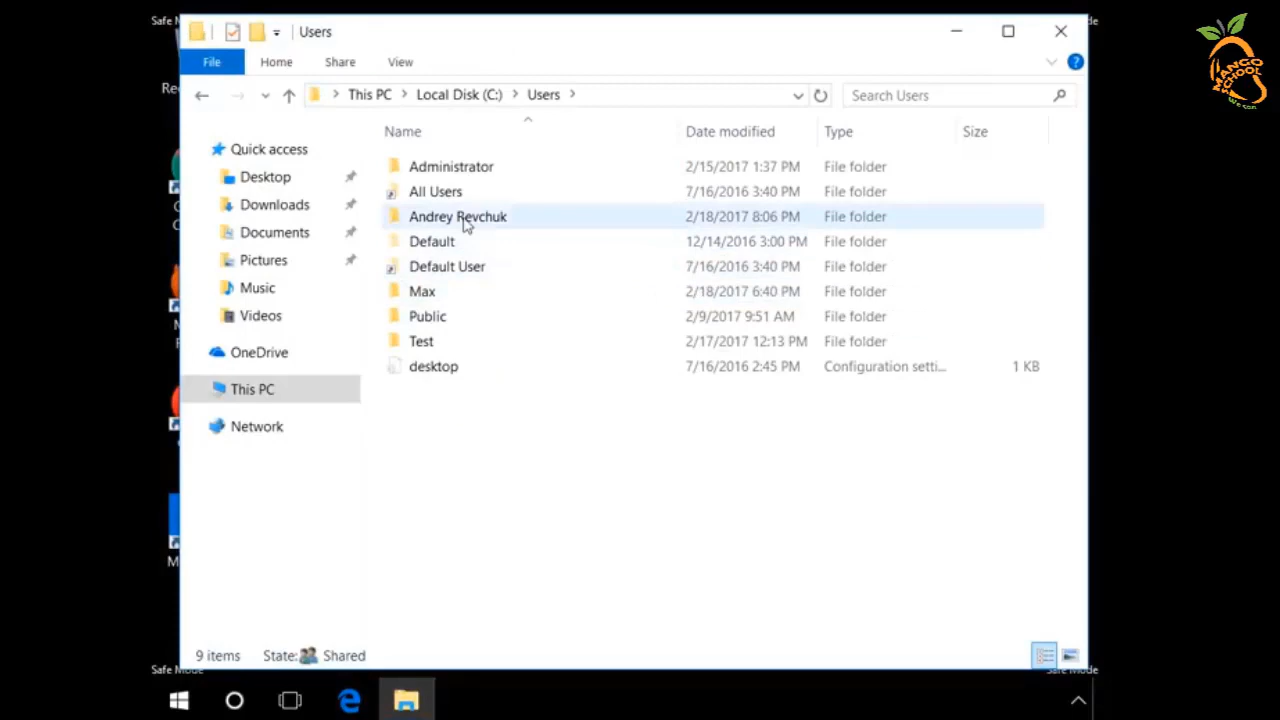 Safe Mo
Users
de
File
Home
Share
View
Re
This PC
Local Disk (C:)
Users
Search Users
Name
Date modified
Type
Size
Quick access
Desktop
Downloads
Documents
Pictures
Music
Videos
OneDrive
This PC
Network
Administrator 2/15/2017 1:37 PM File folder
All Users 7/16/2016 3:40 PM File folder
Andrey Revchuk 2/18/2017 8:06 PM File folder
Default 12/14/2016 3:00 PM File folder
Default User 7/16/2016 3:40 PM File folder
Max 2/18/2017 6:40 PM File folder
Public 2/9/2017 9:51 AM File folder
Test 2/17/2017 12:13 PM File folder
desktop 7/16/2016 2:45 PM Configuration setti... 1 KB
9 items
State:
Shared
Safe Mode
Safe Mode
MANGO
SCHOOL
We can